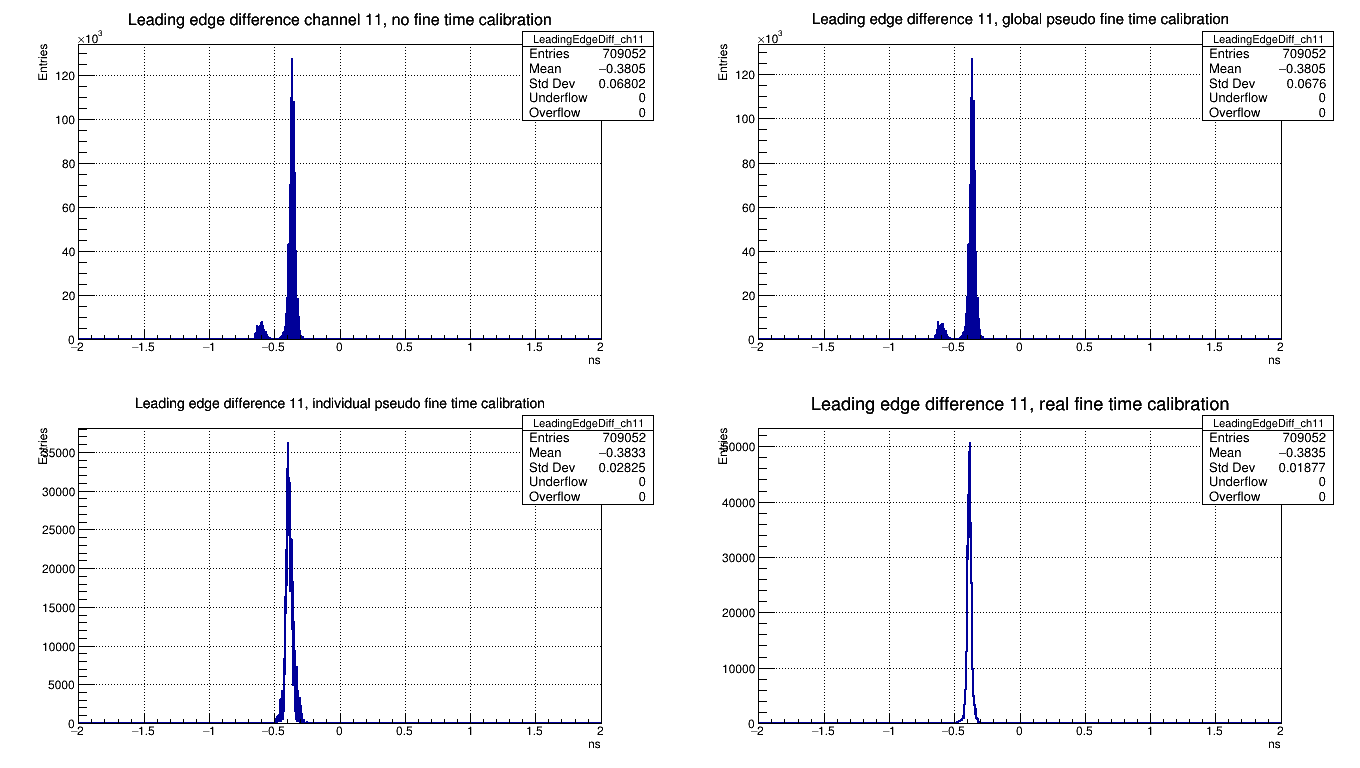 Leading edge difference channel 11, no fine time calibration
×10³
Entries
LeadingEdgeDiff_ch11
Entries 709052
Mean −0.3805
Std Dev 0.06802
Underflow 0
Overflow 0
120
100
80
60
40
20
0
−2 −1.5 −1 −0.5 0 0.5 1 1.5 2
ns
Leading edge difference 11, global pseudo fine time calibration
×10³
Entries
LeadingEdgeDiff_ch11
Entries 709052
Mean −0.3805
Std Dev 0.0676
Underflow 0
Overflow 0
120
100
80
60
40
20
0
−2 −1.5 −1 −0.5 0 0.5 1 1.5 2
ns
Leading edge difference 11, individual pseudo fine time calibration
Entries
LeadingEdgeDiff_ch11
Entries 709052
Mean −0.3833
Std Dev 0.02825
Underflow 0
Overflow 0
35000
30000
25000
20000
15000
10000
5000
0
−2 −1.5 −1 −0.5 0 0.5 1 1.5 2
ns
Leading edge difference 11, real fine time calibration
Entries
LeadingEdgeDiff_ch11
Entries 709052
Mean −0.3835
Std Dev 0.01877
Underflow 0
Overflow 0
50000
40000
30000
20000
10000
0
−2 −1.5 −1 −0.5 0 0.5 1 1.5 2
ns